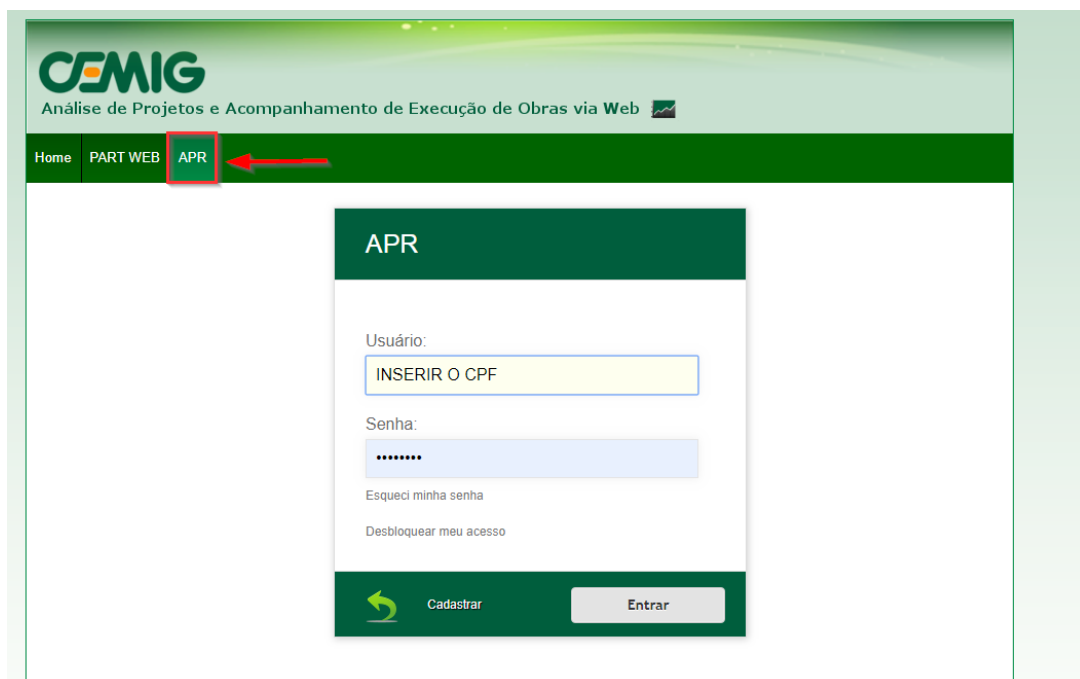 CEMIG
Análise de Projetos e Acompanhamento de Execução de Obras via Web
Home PART WEB APR
APR
Usuário:
INSERIR O CPF
Senha:
••••••••
Esqueci minha senha
Desbloquear meu acesso
Cadastrar Entrar